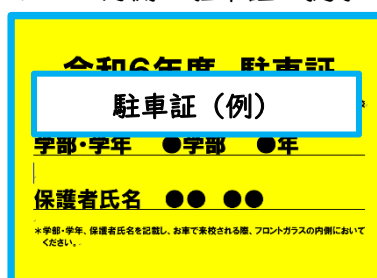 令和6年度 駐車証
駐車証（例）
学部・学年 ●学部 ●年
保護者氏名 ●● ●●
＊学部・学年、保護者氏名を記載し、お車で来校される際、フロントガラスの内側において
ください。